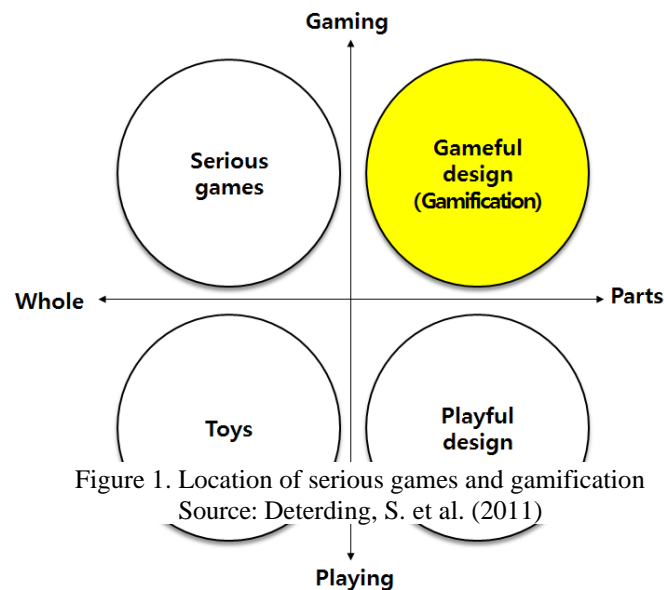 Gaming
Serious
games
Gameful
design
(Gamification)
Whole
Parts
Toys
Playful
design
Figure 1. Location of serious games and gamification
Source: Deterding, S. et al. (2011)
Playing